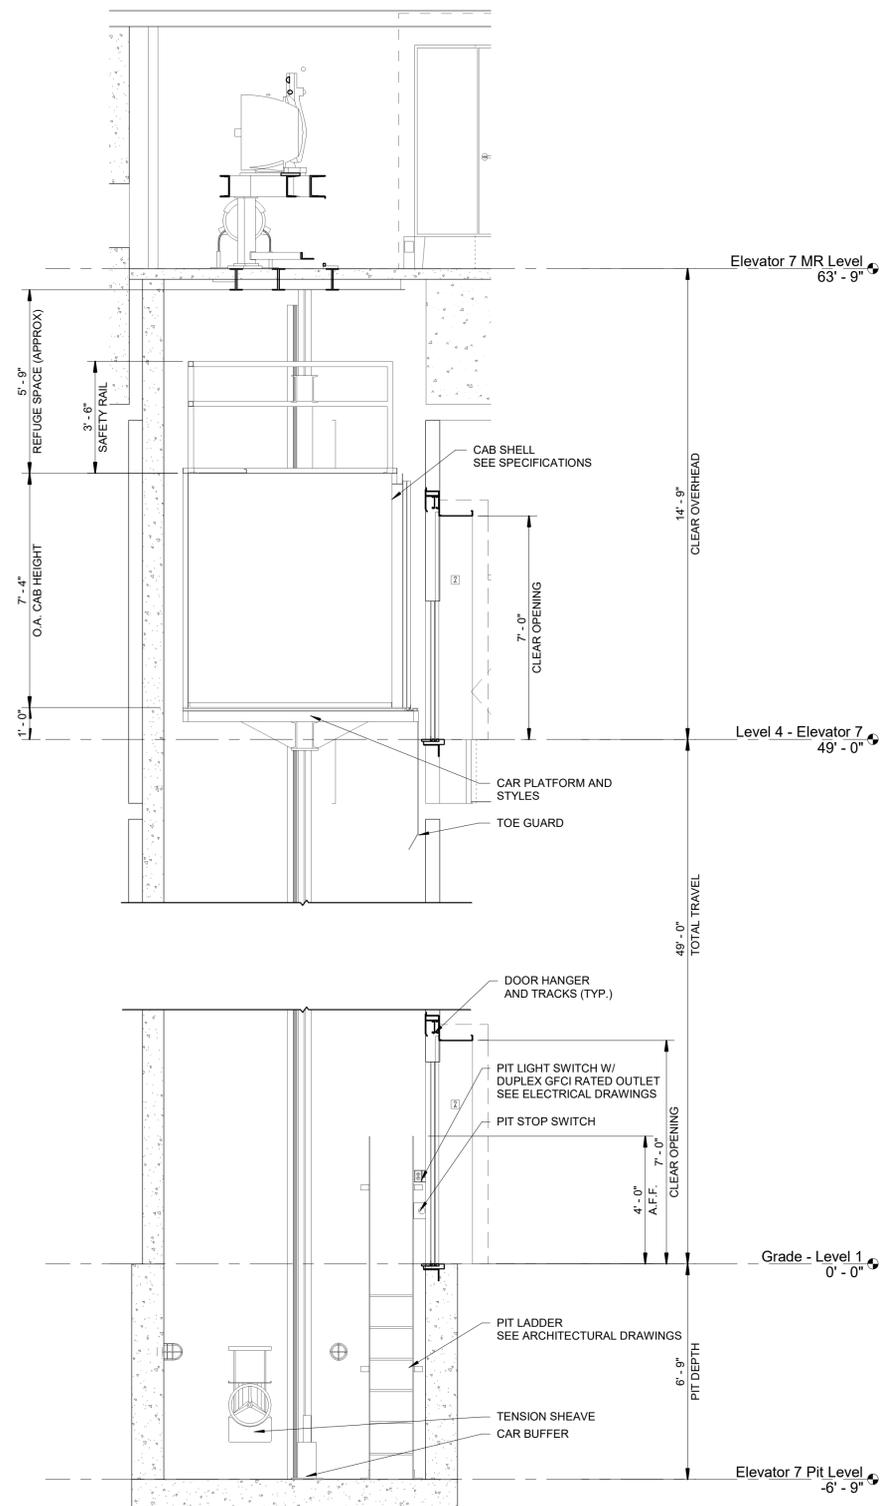 Elevator 7 MR Level
63' - 9"
5' - 9"
REFUGE SPACE (APPROX)
3' - 6"
SAFETY RAIL
CAB SHELL
SEE SPECIFICATIONS
14' - 9"
CLEAR OVERHEAD
7' - 4"
O.A. CAB HEIGHT
2
7' - 0"
CLEAR OPENING
1' - 0"
Level 4 - Elevator 7
49' - 0"
CAR PLATFORM AND
STYLES
TOE GUARD
49' - 0"
TOTAL TRAVEL
DOOR HANGER
AND TRACKS (TYP.)
PIT LIGHT SWITCH W/
DUPLEX GFCI RATED OUTLET
SEE ELECTRICAL DRAWINGS
2
PIT STOP SWITCH
4' - 0"
A.F.F.
7' - 0"
CLEAR OPENING
Grade - Level 1
0' - 0"
PIT LADDER
SEE ARCHITECTURAL DRAWINGS
6' - 9"
PIT DEPTH
TENSION SHEAVE
CAR BUFFER
Elevator 7 Pit Level
-6' - 9"